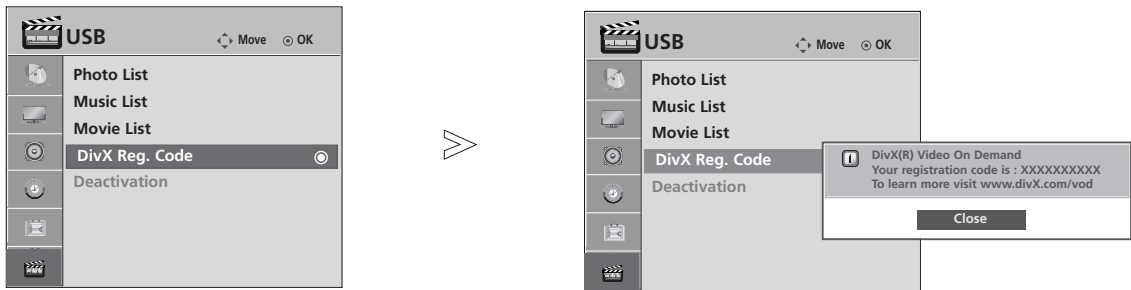 USB
Move OK
Photo List
Music List
Movie List
DivX Reg. Code
Deactivation
USB
Move OK
Photo List
Music List
Movie List
DivX Reg. Code
Deactivation
DivX(R) Video On Demand
Your registration code is : XXXXXXXXXX
To learn more visit www.divX.com/vod
Close